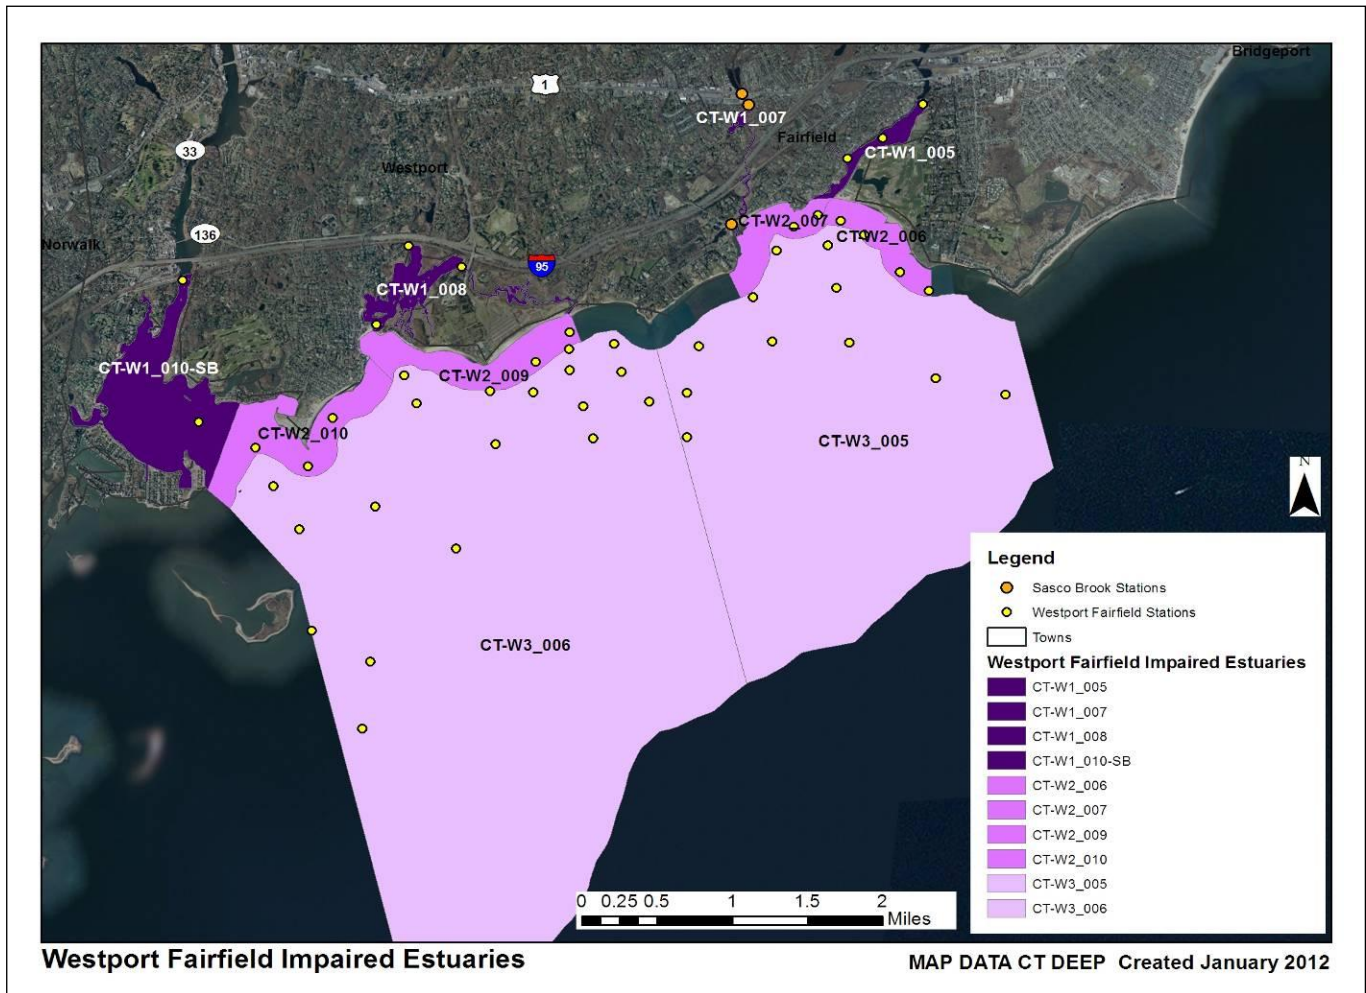 Bridgeport
1
CT-W1_007
Fairfield
CT-W1_005
33
Westport
136
Norwalk
CT-W2_007
CT-W2_006
95
CT-W1_008
CT-W1_010-SB
CT-W2_009
CT-W2_010
CT-W3_005
CT-W3_006
N
Legend
Sasco Brook Stations
Westport Fairfield Stations
Towns
Westport Fairfield Impaired Estuaries
CT-W1_005
CT-W1_007
CT-W1_008
CT-W1_010-SB
CT-W2_006
CT-W2_007
CT-W2_009
CT-W2_010
CT-W3_005
CT-W3_006
0 0.25 0.5 1 1.5 2
Miles
Westport Fairfield Impaired Estuaries
MAP DATA CT DEEP Created January 2012